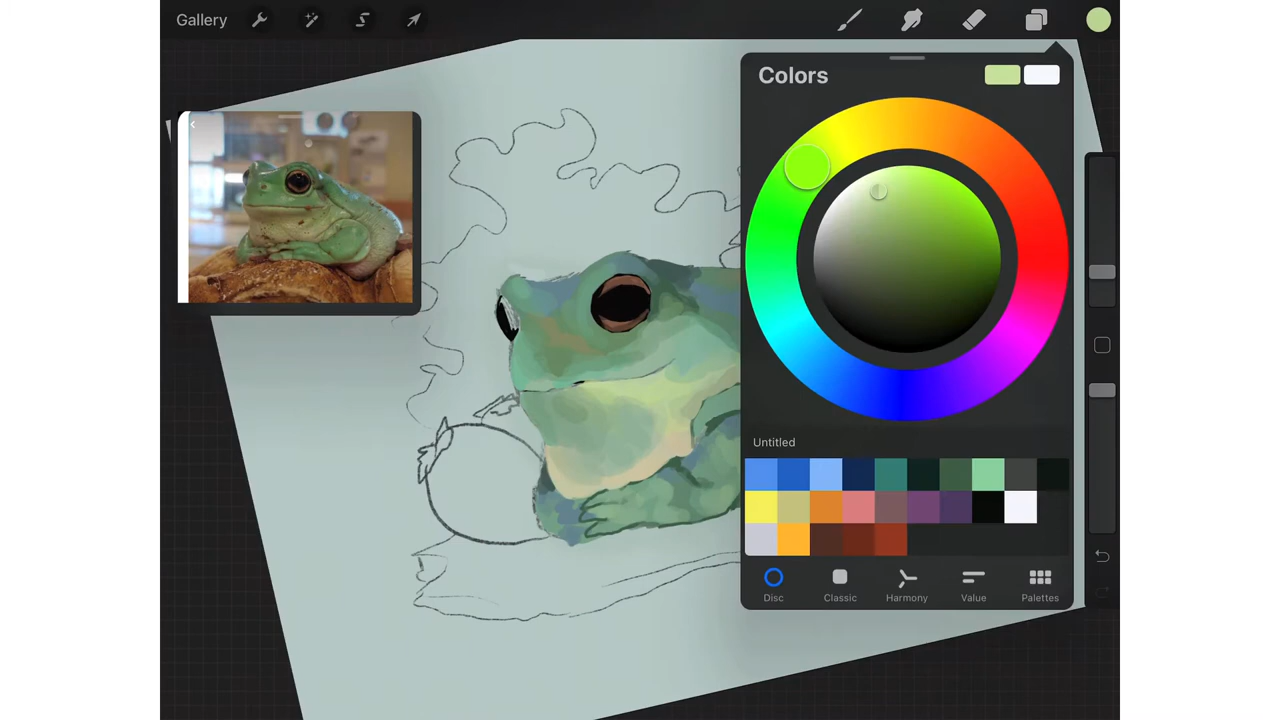 Gallery
Colors
Untitled
Disc
Classic
Harmony
Value
Palettes